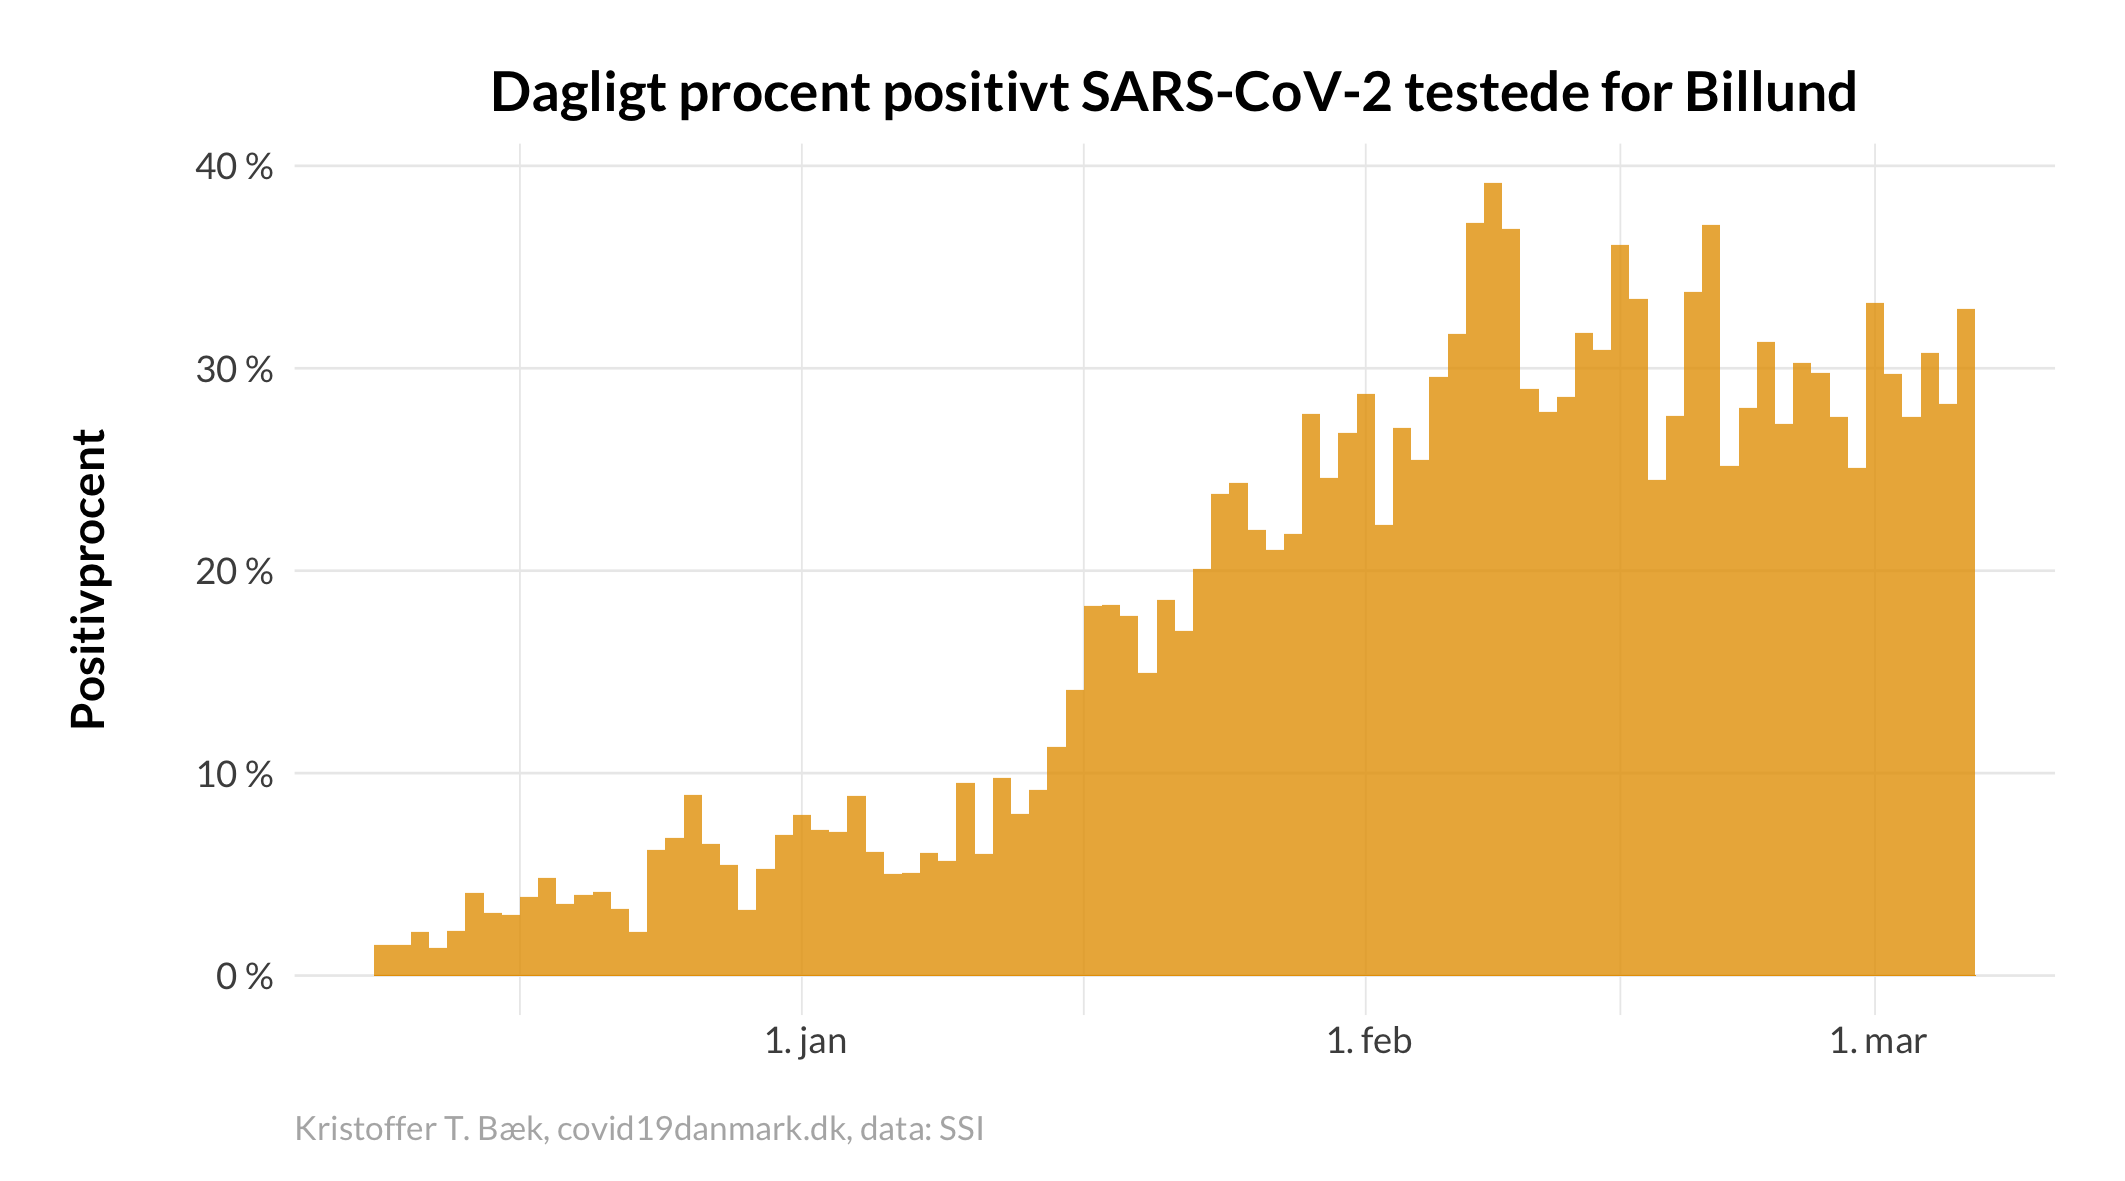 Dagligt procent positivt SARS-CoV-2 testede for Billund
Positivprocent
40 %
30 %
20 %
10 %
0 %
1. jan
1. feb
1. mar
Kristoffer T. Bæk, covid19danmark.dk, data: SSI